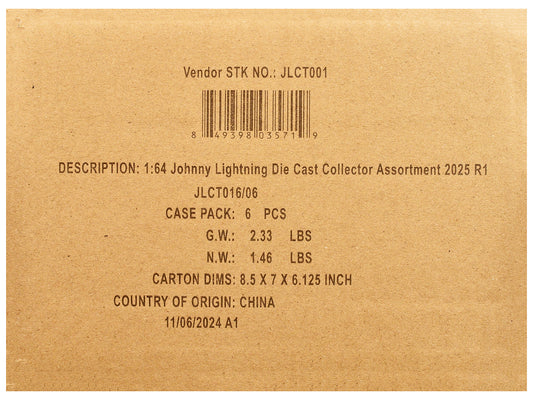 Vendor STK NO.: JLCT001
8 49398 03571 9
DESCRIPTION: 1:64 Johnny Lightning Die Cast Collector Assortment 2025 R1
JLCT016/06
CASE PACK: 6 PCS
G.W.: 2.33 LBS
N.W.: 1.46 LBS
CARTON DIMS: 8.5 X 7 X 6.125 INCH
COUNTRY OF ORIGIN: CHINA
11/06/2024 A1